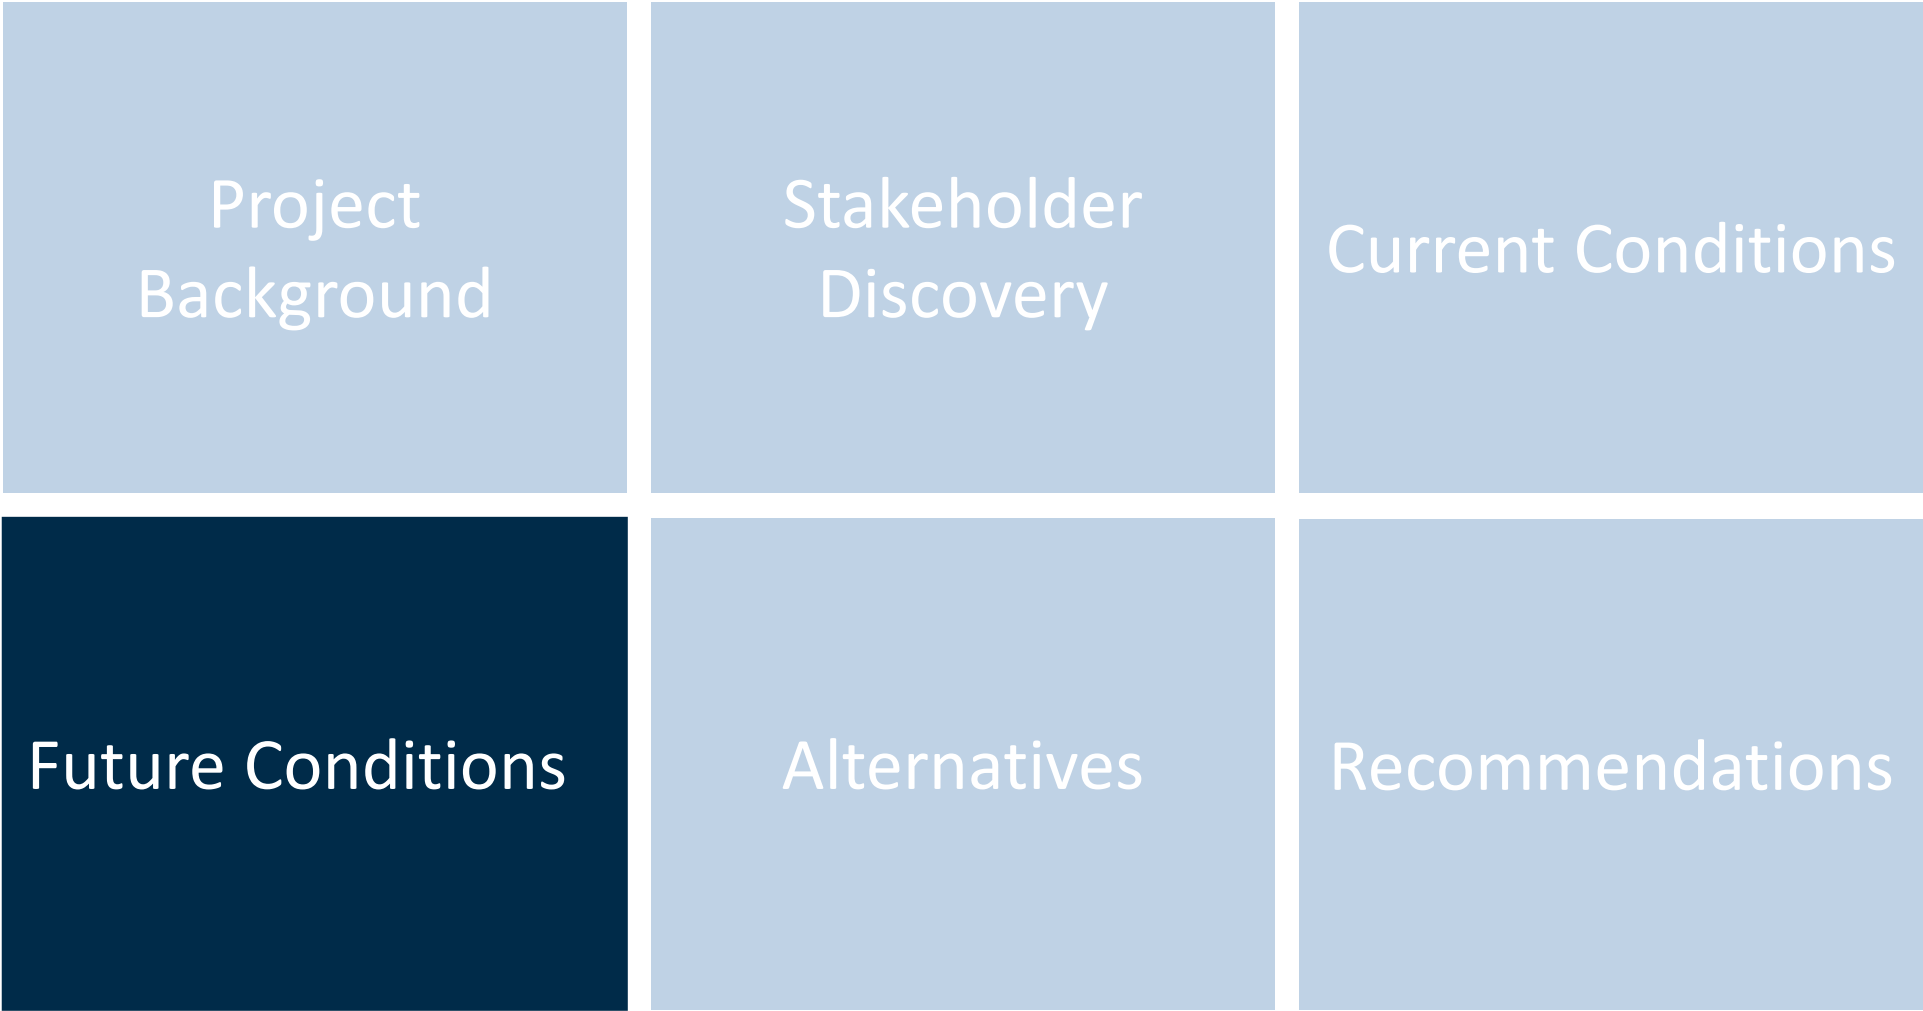 Project
Background
Stakeholder
Discovery
Current Conditions
Future Conditions
Alternatives
Recommendations